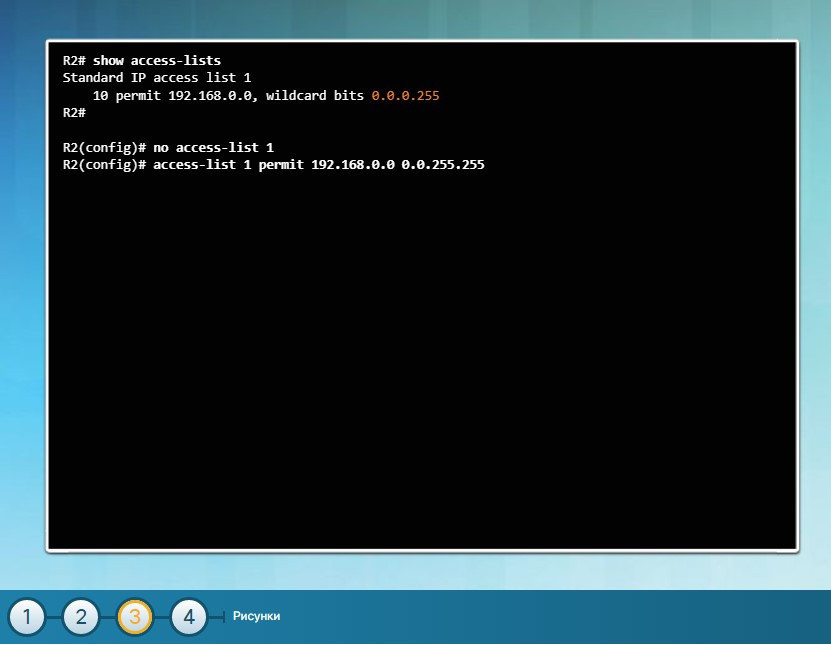 R2# show access-lists
Standard IP access list 1
    10 permit 192.168.0.0, wildcard bits 0.0.0.255
R2#
R2(config)# no access-list 1
R2(config)# access-list 1 permit 192.168.0.0 0.0.255.255
1 2 3 4 Рисунки